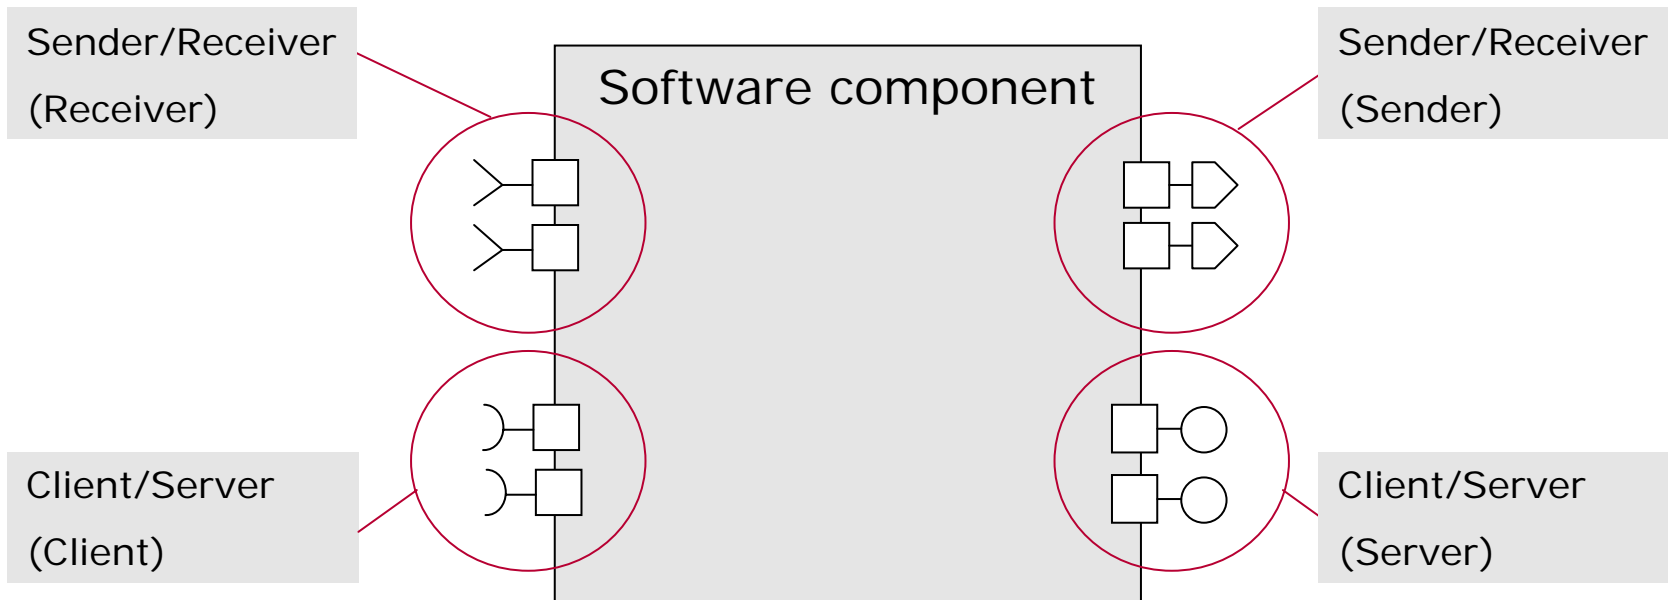 Sender/Receiver
(Receiver)
Software component
Sender/Receiver
(Sender)
Client/Server
(Client)
Client/Server
(Server)